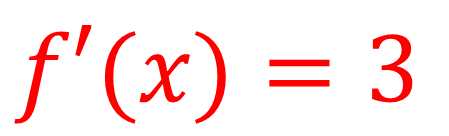 f′(x) = 3